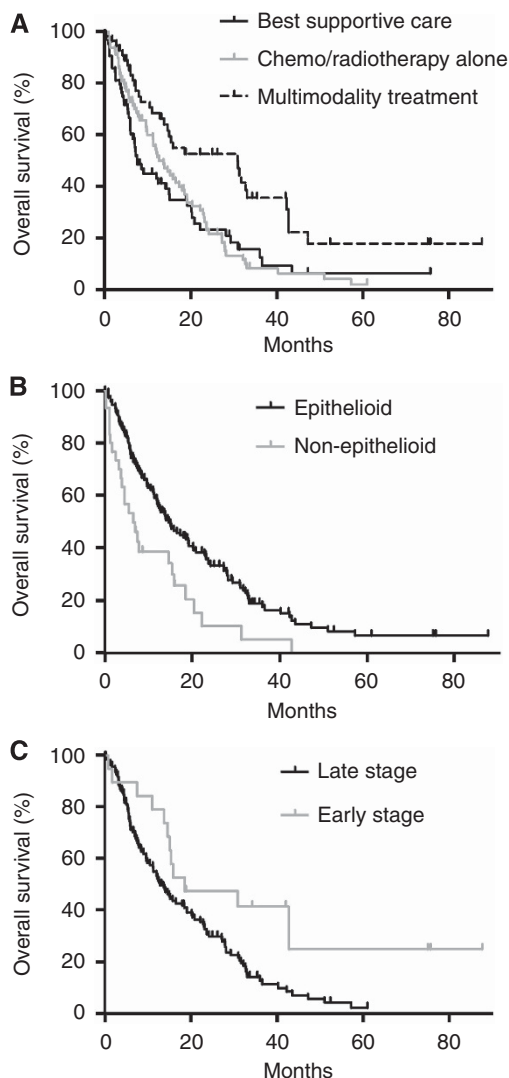 A
Best supportive care
Chemo/radiotherapy alone
Multimodality treatment
Overall survival (%)
100
80
60
40
20
0
0 20 40 60 80
Months
B
Epithelioid
Non-epithelioid
Overall survival (%)
100
80
60
40
20
0
0 20 40 60 80
Months
C
Late stage
Early stage
Overall survival (%)
100
80
60
40
20
0
0 20 40 60 80
Months